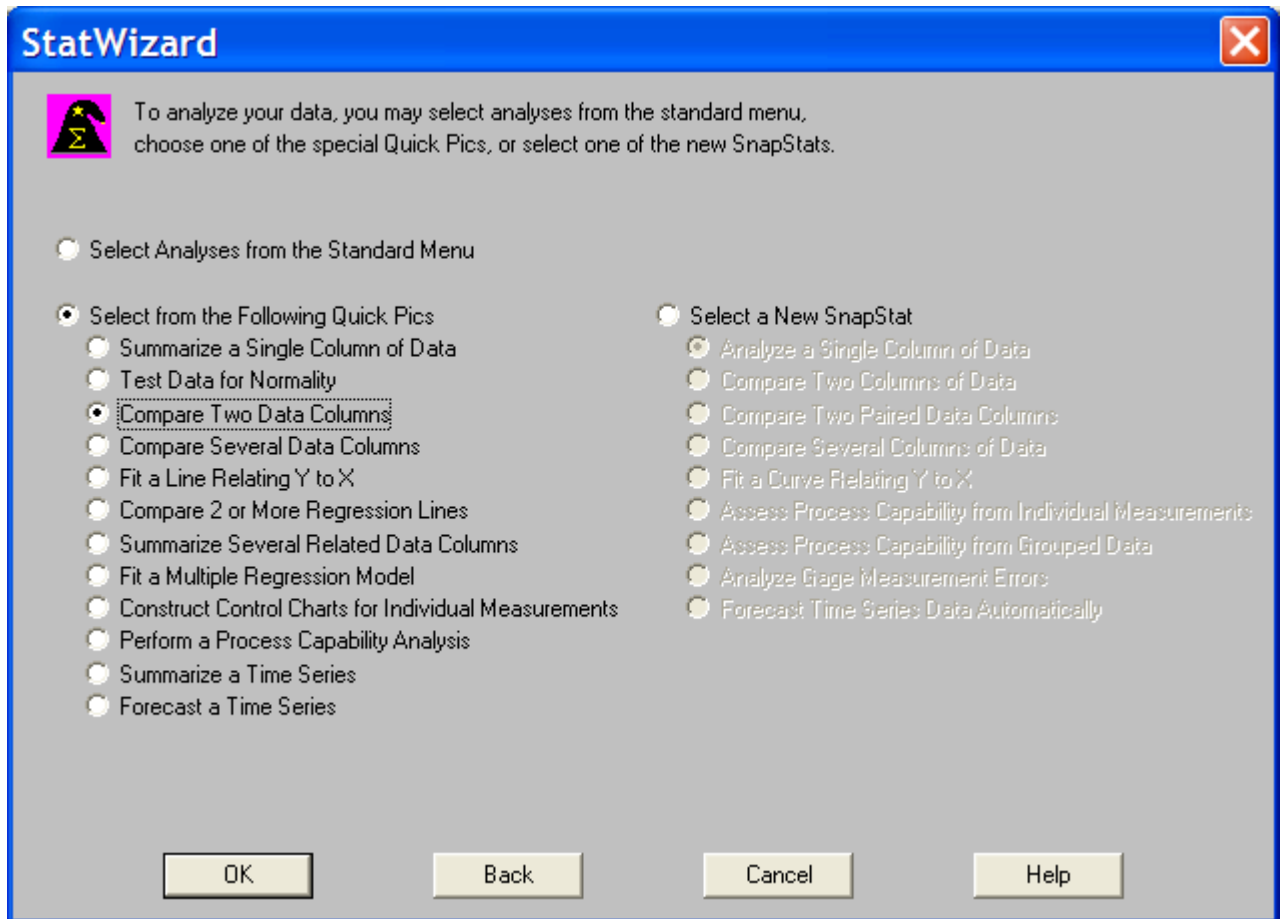 StatWizard
To analyze your data, you may select analyses from the standard menu,
choose one of the special Quick Pics, or select one of the new SnapStats.
Select Analyses from the Standard Menu
Select from the Following Quick Pics
Summarize a Single Column of Data
Test Data for Normality
Compare Two Data Columns
Compare Several Data Columns
Fit a Line Relating Y to X
Compare 2 or More Regression Lines
Summarize Several Related Data Columns
Fit a Multiple Regression Model
Construct Control Charts for Individual Measurements
Perform a Process Capability Analysis
Summarize a Time Series
Forecast a Time Series
Select a New SnapStat
Analyze a Single Column of Data
Compare Two Columns of Data
Compare Two Paired Data Columns
Compare Several Columns of Data
Fit a Curve Relating Y to X
Assess Process Capability from Individual Measurements
Assess Process Capability from Grouped Data
Analyze Gage Measurement Errors
Forecast Time Series Data Automatically
OK
Back
Cancel
Help